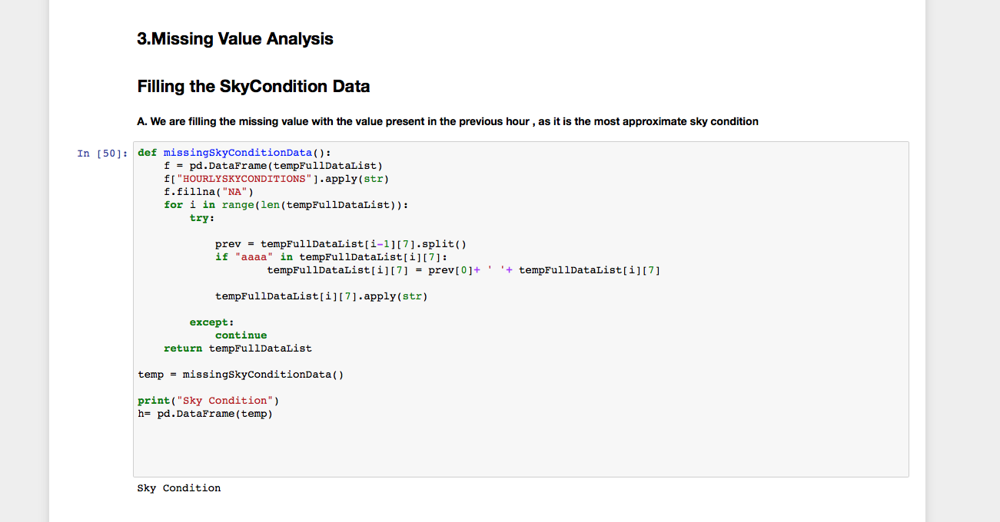 3.Missing Value Analysis
Filling the SkyCondition Data
A. We are filling the missing value with the value present in the previous hour , as it is the most approximate sky condition
In [50]:
def missingSkyConditionData():
    f = pd.DataFrame(tempFullDataList)
    f["HOURLYSKYCONDITIONS"].apply(str)
    f.fillna("NA")
    for i in range(len(tempFullDataList)):
        try:
            prev = tempFullDataList[i-1][7].split()
            if "aaaa" in tempFullDataList[i][7]:
                    tempFullDataList[i][7] = prev[0]+ ' '+ tempFullDataList[i][7]
            tempFullDataList[i][7].apply(str)
        except:
            continue
    return tempFullDataList
temp = missingSkyConditionData()
print("Sky Condition")
h= pd.DataFrame(temp)
Sky Condition